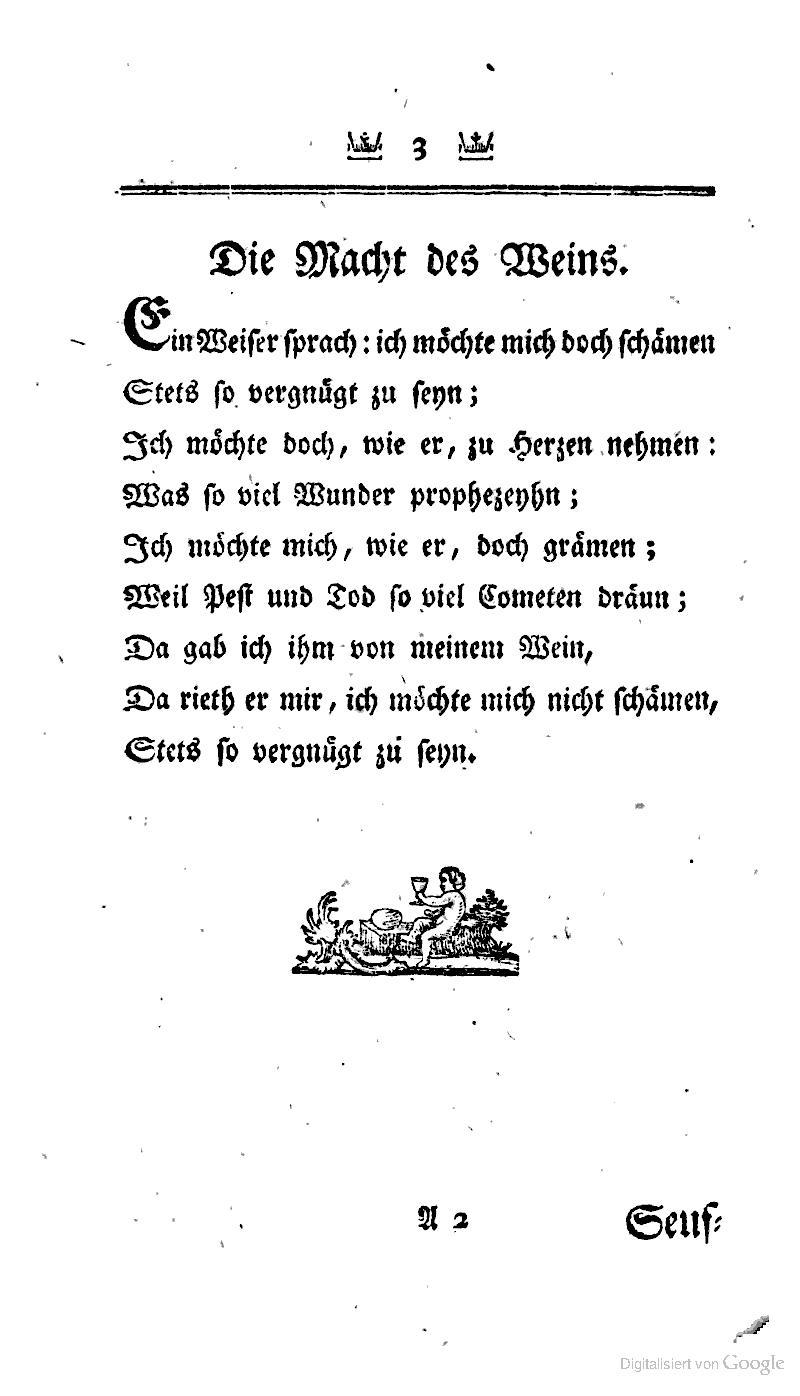 3
Die Macht des Weins.
Ein Weiser sprach: ich möchte mich doch schämen
Stets so vergnügt zu seyn;
Ich möchte doch, wie er, zu Herzen nehmen:
Was so viel Wunder prophezeyhn;
Ich möchte mich, wie er, doch grämen;
Weil Pest und Tod so viel Cometen dräun;
Da gab ich ihm von meinem Wein,
Da rieth er mir, ich möchte mich nicht schämen,
Stets so vergnügt zu seyn.
A 2
Seuf-
Digitalisiert von Google